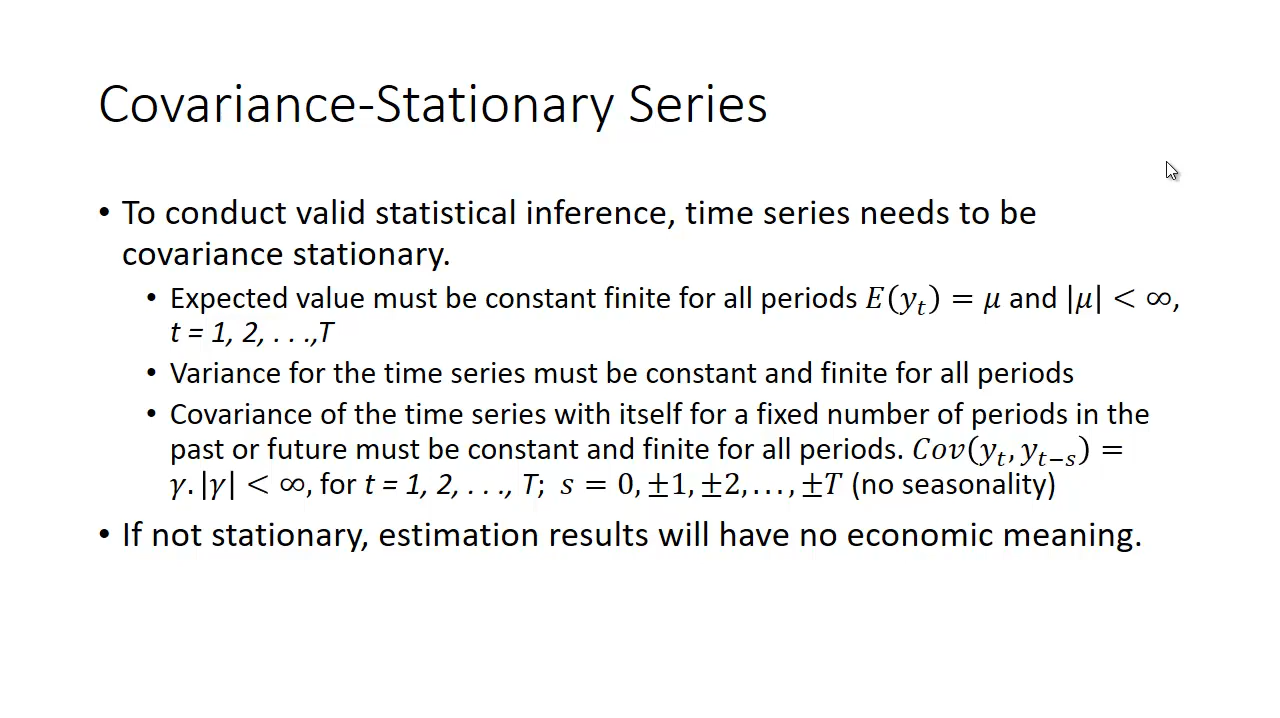 Covariance-Stationary Series
• To conduct valid statistical inference, time series needs to be
covariance stationary.
• Expected value must be constant finite for all periods 𝐸(𝑦ₜ) = 𝜇 and |𝜇| < ∞,
t = 1, 2, . . .,T
• Variance for the time series must be constant and finite for all periods
• Covariance of the time series with itself for a fixed number of periods in the
past or future must be constant and finite for all periods. 𝐶𝑜𝑣(𝑦ₜ, 𝑦ₜ₋ₛ) =
𝛾. |𝛾| < ∞, for t = 1, 2, . . ., T; 𝑠 = 0, ±1, ±2, … , ±𝑇 (no seasonality)
• If not stationary, estimation results will have no economic meaning.